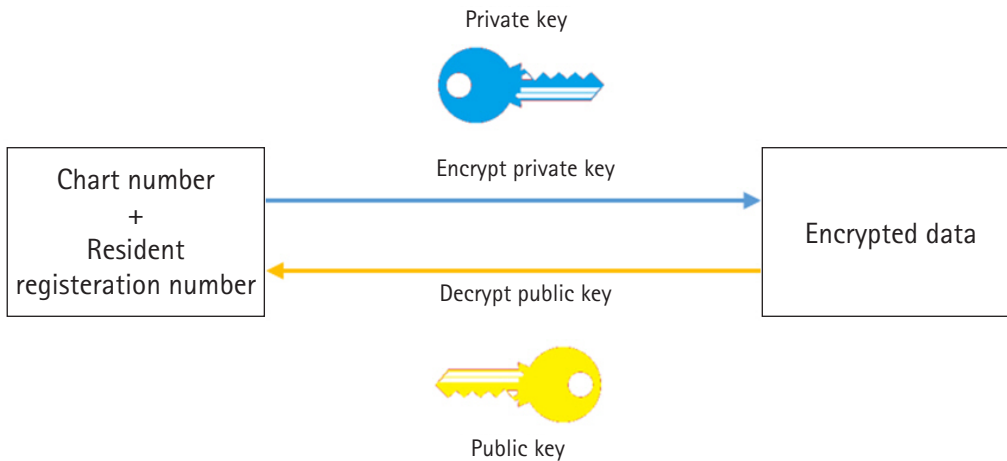 Private key
Encrypt private key
Chart number
+
Resident
registeration number
Encrypted data
Decrypt public key
Public key